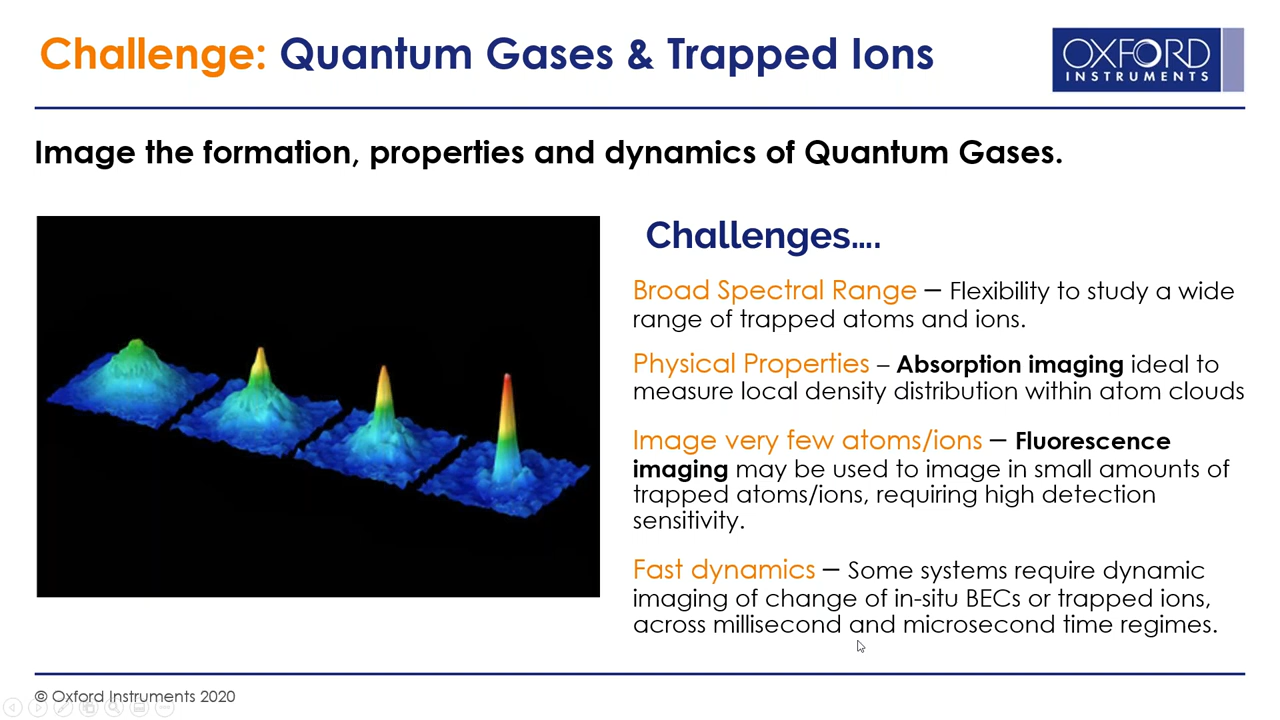 Challenge: Quantum Gases & Trapped Ions
OXFORD
INSTRUMENTS
Image the formation, properties and dynamics of Quantum Gases.
Challenges....
Broad Spectral Range – Flexibility to study a wide
range of trapped atoms and ions.
Physical Properties – Absorption imaging ideal to
measure local density distribution within atom clouds
Image very few atoms/ions – Fluorescence
imaging may be used to image in small amounts of
trapped atoms/ions, requiring high detection
sensitivity.
Fast dynamics – Some systems require dynamic
imaging of change of in-situ BECs or trapped ions,
across millisecond and microsecond time regimes.
© Oxford Instruments 2020